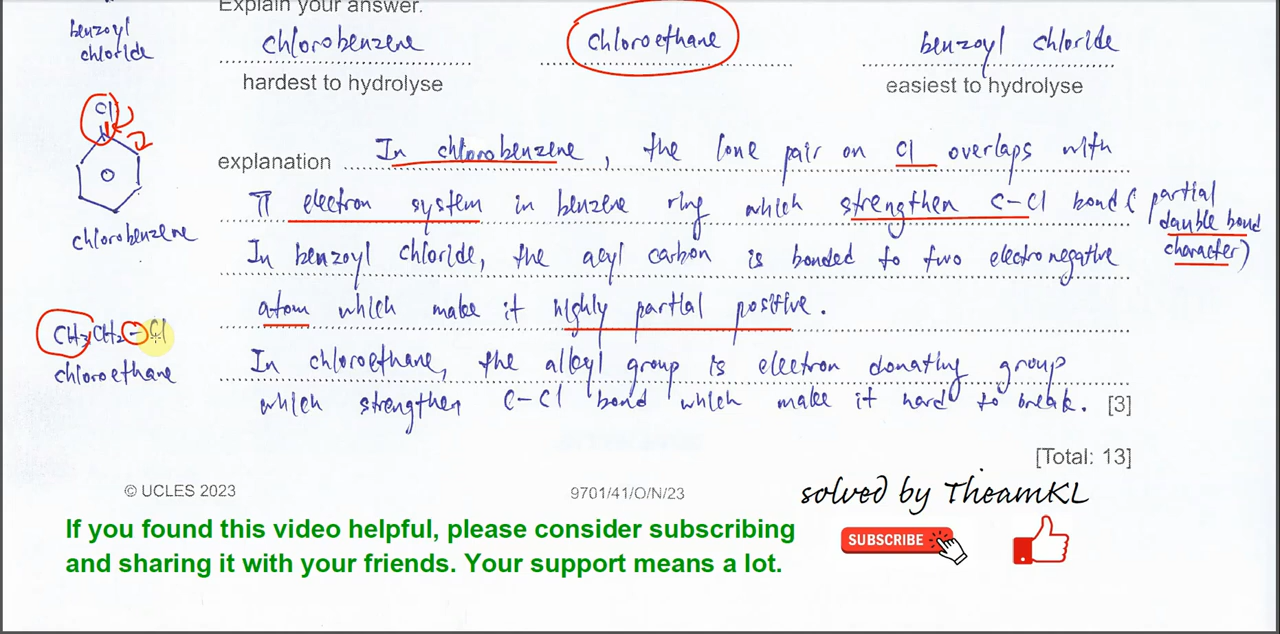 Explain your answer.
benzoyl
chloride
chlorobenzene
chloroethane
benzoyl chloride
hardest to hydrolyse
easiest to hydrolyse
Cl
chlorobenzene
explanation In chlorobenzene, the lone pair on Cl overlaps with
π electron system in benzene ring which strengthen C-Cl bond (partial
double bond
character)
In benzoyl chloride, the acyl carbon is bonded to two electronegative
atom which make it highly partial positive.
CH3CH2-Cl
chloroethane
In chloroethane, the alkyl group is electron donating group
which strengthen C-Cl bond which make it hard to break. [3]
[Total: 13]
© UCLES 2023
9701/41/O/N/23
solved by TheamKL
If you found this video helpful, please consider subscribing
and sharing it with your friends. Your support means a lot.
SUBSCRIBE